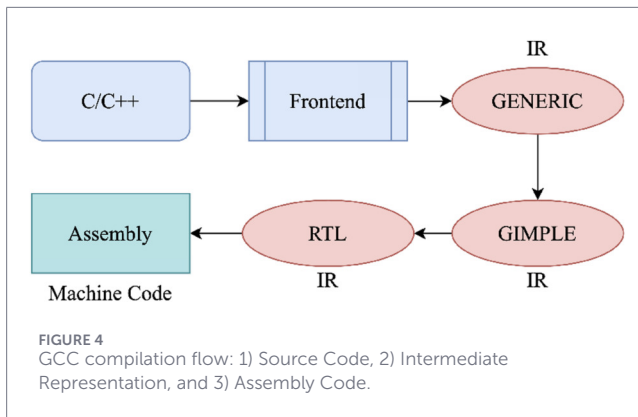 IR
C/C++
Frontend
GENERIC
Assembly
RTL
GIMPLE
Machine Code
IR
IR
FIGURE 4
GCC compilation flow: 1) Source Code, 2) Intermediate
Representation, and 3) Assembly Code.